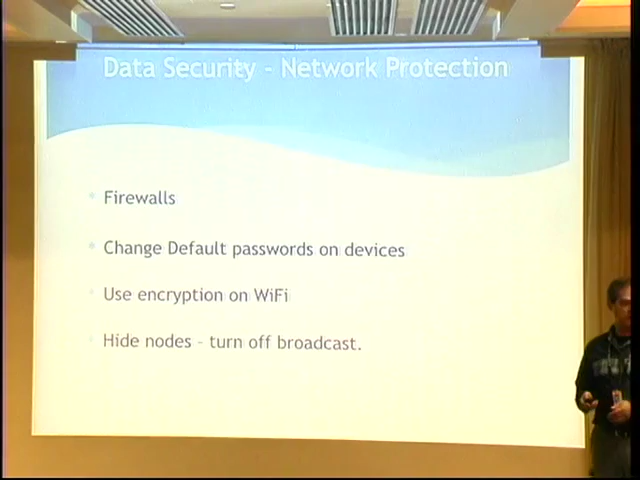 Data Security - Network Protection
Firewalls
Change Default passwords on devices
Use encryption on WiFi
Hide nodes - turn off broadcast.